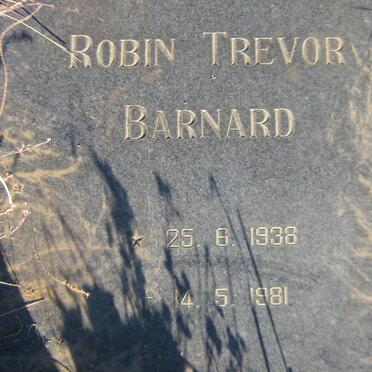 ROBIN TREVOR
BARNARD
* 25. 6. 1938
14. 5. 1981